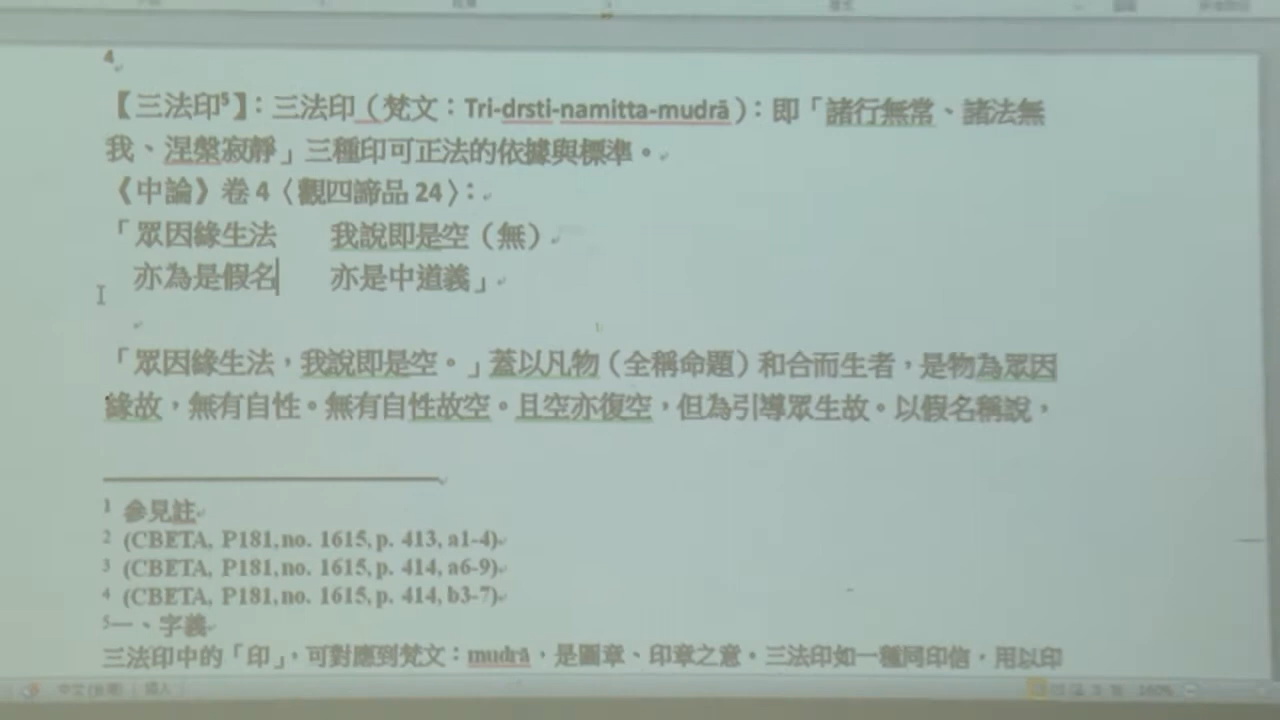 4
【三法印5】：三法印（梵文：Tri-drsti-namitta-mudrā）：即「諸行無常、諸法無
我、涅槃寂靜」三種印可正法的依據與標準。
《中論》卷 4〈觀四諦品 24〉：
「眾因緣生法　　我說即是空（無）
亦為是假名　　亦是中道義」
「眾因緣生法，我說即是空。」蓋以凡物（全稱命題）和合而生者，是物為眾因
緣故，無有自性。無有自性故空。且空亦復空，但為引導眾生故。以假名稱說，
1 參見註
2 (CBETA, P181, no. 1615, p. 413, a1-4)
3 (CBETA, P181, no. 1615, p. 414, a6-9)
4 (CBETA, P181, no. 1615, p. 414, b3-7)
5一、字義
三法印中的「印」，可對應到梵文：mudrā，是圖章、印章之意。三法印如一種同印信，用以印